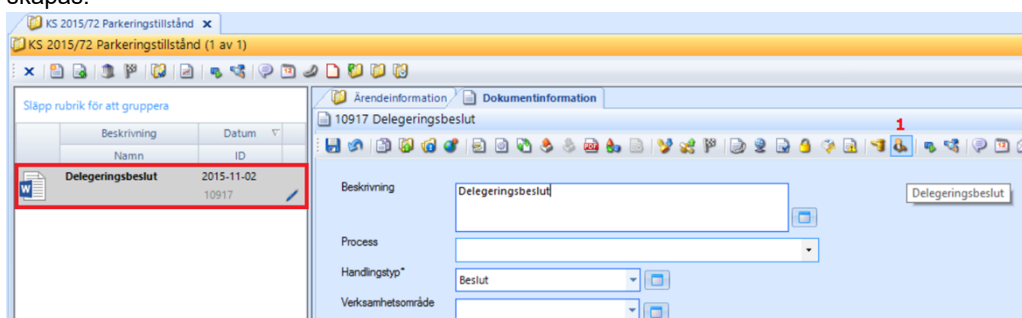 skapas.
KS 2015/72 Parkeringstillstånd x
KS 2015/72 Parkeringstillstånd (1 av 1)
Släpp rubrik för att gruppera
Beskrivning Datum
Namn ID
Delegeringsbeslut 2015-11-02
10917
Ärendeinformation Dokumentinformation
10917 Delegeringsbeslut
1
Beskrivning Delegeringsbeslut
Delegeringsbeslut
Process
Handlingstyp* Beslut
Verksamhetsområde